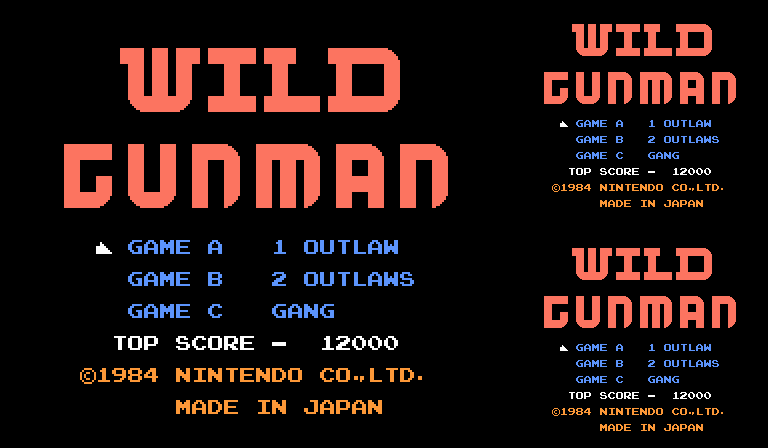 WILD
GUNMAN
GAME A 1 OUTLAW
GAME B 2 OUTLAWS
GAME C GANG
TOP SCORE - 12000
©1984 NINTENDO CO.,LTD.
MADE IN JAPAN
WILD
GUNMAN
GAME A 1 OUTLAW
GAME B 2 OUTLAWS
GAME C GANG
TOP SCORE - 12000
©1984 NINTENDO CO.,LTD.
MADE IN JAPAN
WILD
GUNMAN
GAME A 1 OUTLAW
GAME B 2 OUTLAWS
GAME C GANG
TOP SCORE - 12000
©1984 NINTENDO CO.,LTD.
MADE IN JAPAN